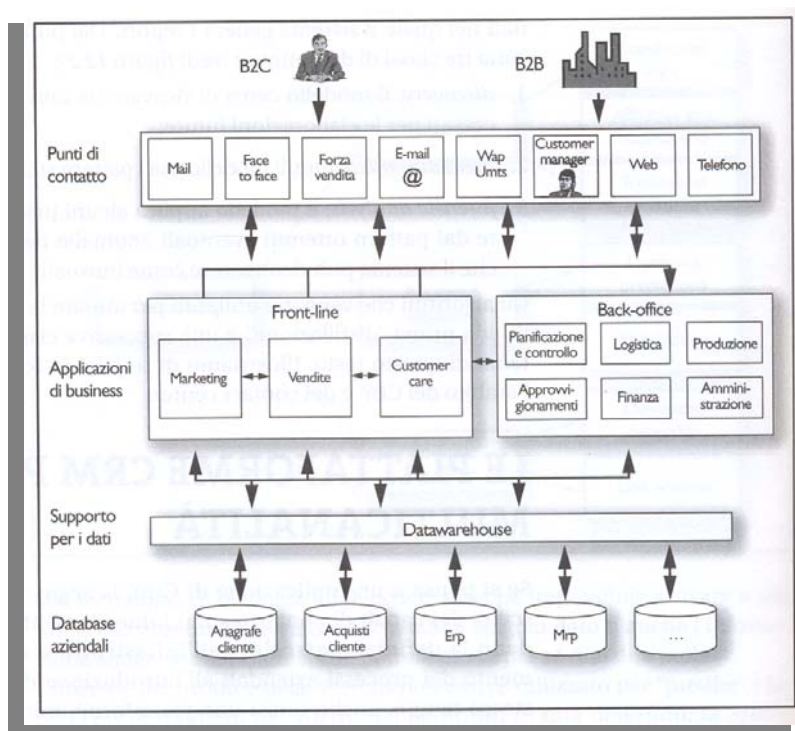 B2C
B2B
Punti di
contatto
Mail
Face
to face
Forza
vendita
E-mail
@
Wap
Umts
Customer
manager
Web
Telefono
Applicazioni
di business
Front-line
Marketing
Vendite
Customer
care
Back-office
Pianificazione
e controllo
Logistica
Produzione
Approvvi-
gionamenti
Finanza
Ammini-
strazione
Supporto
per i dati
Datawarehouse
Database
aziendali
Anagrafe
cliente
Acquisti
cliente
Erp
Mrp
...